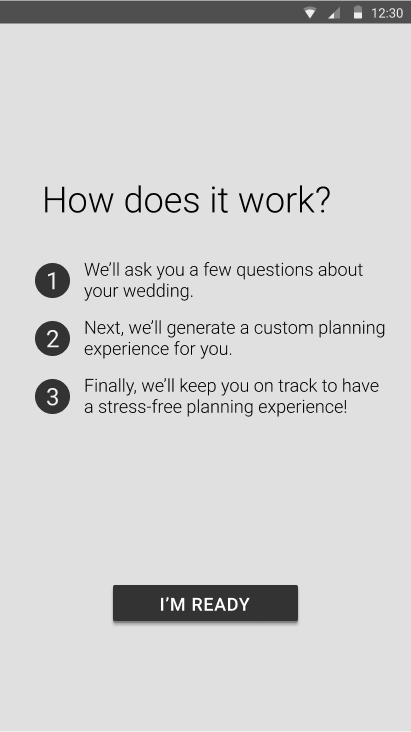 12:30
How does it work?
1 We’ll ask you a few questions about
your wedding.
2 Next, we’ll generate a custom planning
experience for you.
3 Finally, we’ll keep you on track to have
a stress-free planning experience!
I’M READY